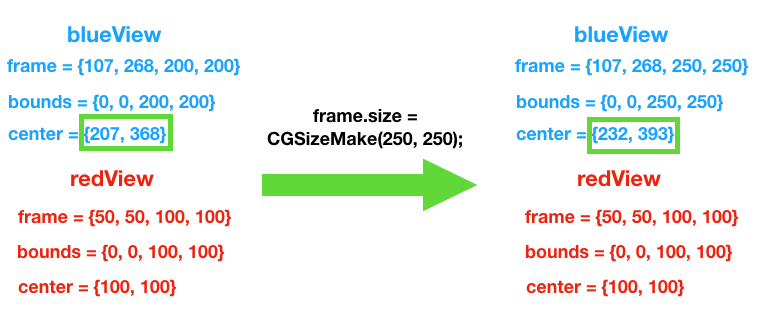 blueView
frame = {107, 268, 200, 200}
bounds = {0, 0, 200, 200}
center = {207, 368}
redView
frame = {50, 50, 100, 100}
bounds = {0, 0, 100, 100}
center = {100, 100}
frame.size =
CGSizeMake(250, 250);
blueView
frame = {107, 268, 250, 250}
bounds = {0, 0, 250, 250}
center = {232, 393}
redView
frame = {50, 50, 100, 100}
bounds = {0, 0, 100, 100}
center = {100, 100}